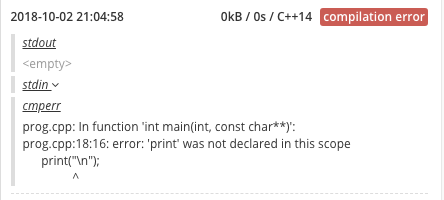 2018-10-02 21:04:58 0kB / 0s / C++14 compilation error
stdout
<empty>
stdin
cmperr
prog.cpp: In function 'int main(int, const char**)':
prog.cpp:18:16: error: 'print' was not declared in this scope
print("\n");
^